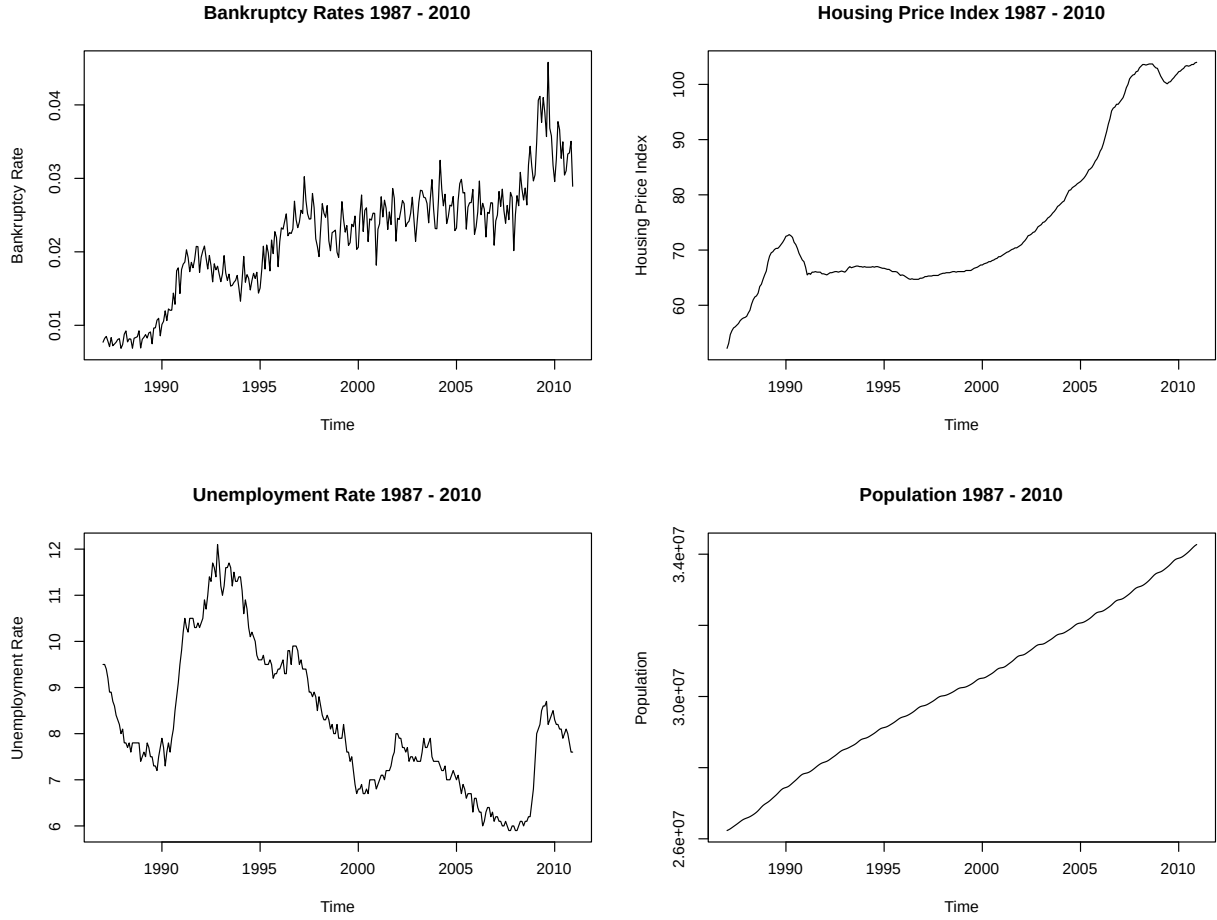 Bankruptcy Rates 1987 - 2010
Bankruptcy Rate
0.04
0.03
0.02
0.01
1990 1995 2000 2005 2010
Time
Housing Price Index 1987 - 2010
Housing Price Index
100
90
80
70
60
1990 1995 2000 2005 2010
Time
Unemployment Rate 1987 - 2010
Unemployment Rate
12
11
10
9
8
7
6
1990 1995 2000 2005 2010
Time
Population 1987 - 2010
Population
3.4e+07
3.0e+07
2.6e+07
1990 1995 2000 2005 2010
Time